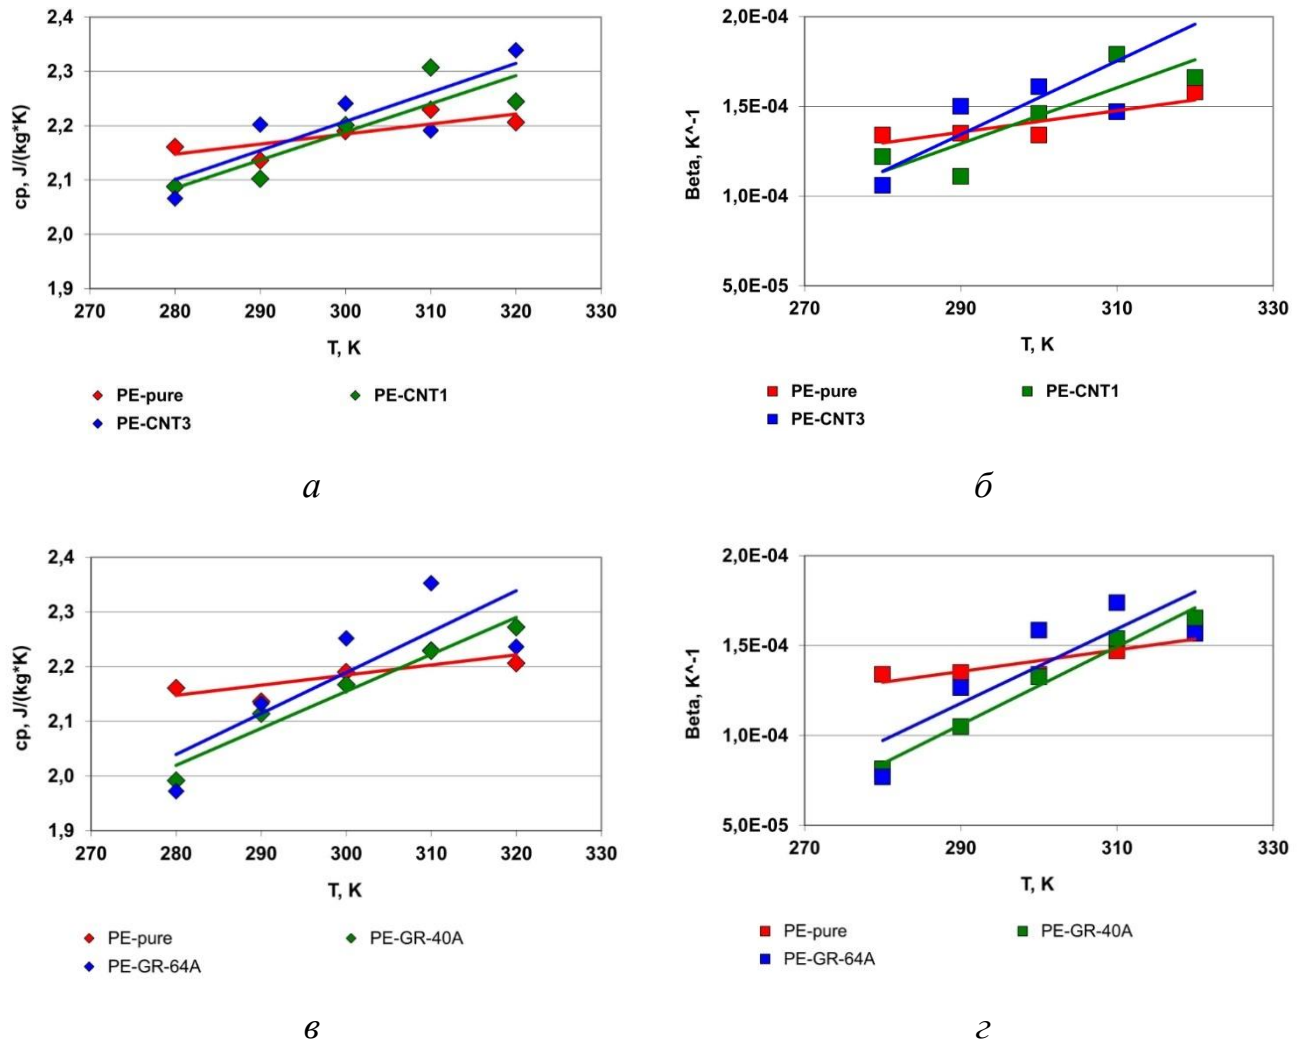 2,4
2,3
2,2
2,1
2,0
1,9
270 280 290 300 310 320 330
cp, J/(kg*K)
T, K
PE-pure PE-CNT1
PE-CNT3
а
2,0E-04
1,5E-04
1,0E-04
5,0E-05
270 290 310 330
Beta, K^-1
T, K
PE-pure PE-CNT1
PE-CNT3
б
2,4
2,3
2,2
2,1
2,0
1,9
270 280 290 300 310 320 330
cp, J/(kg*K)
T, K
PE-pure PE-GR-40A
PE-GR-64A
в
2,0E-04
1,5E-04
1,0E-04
5,0E-05
270 290 310 330
Beta, K^-1
T, K
PE-pure PE-GR-40A
PE-GR-64A
г